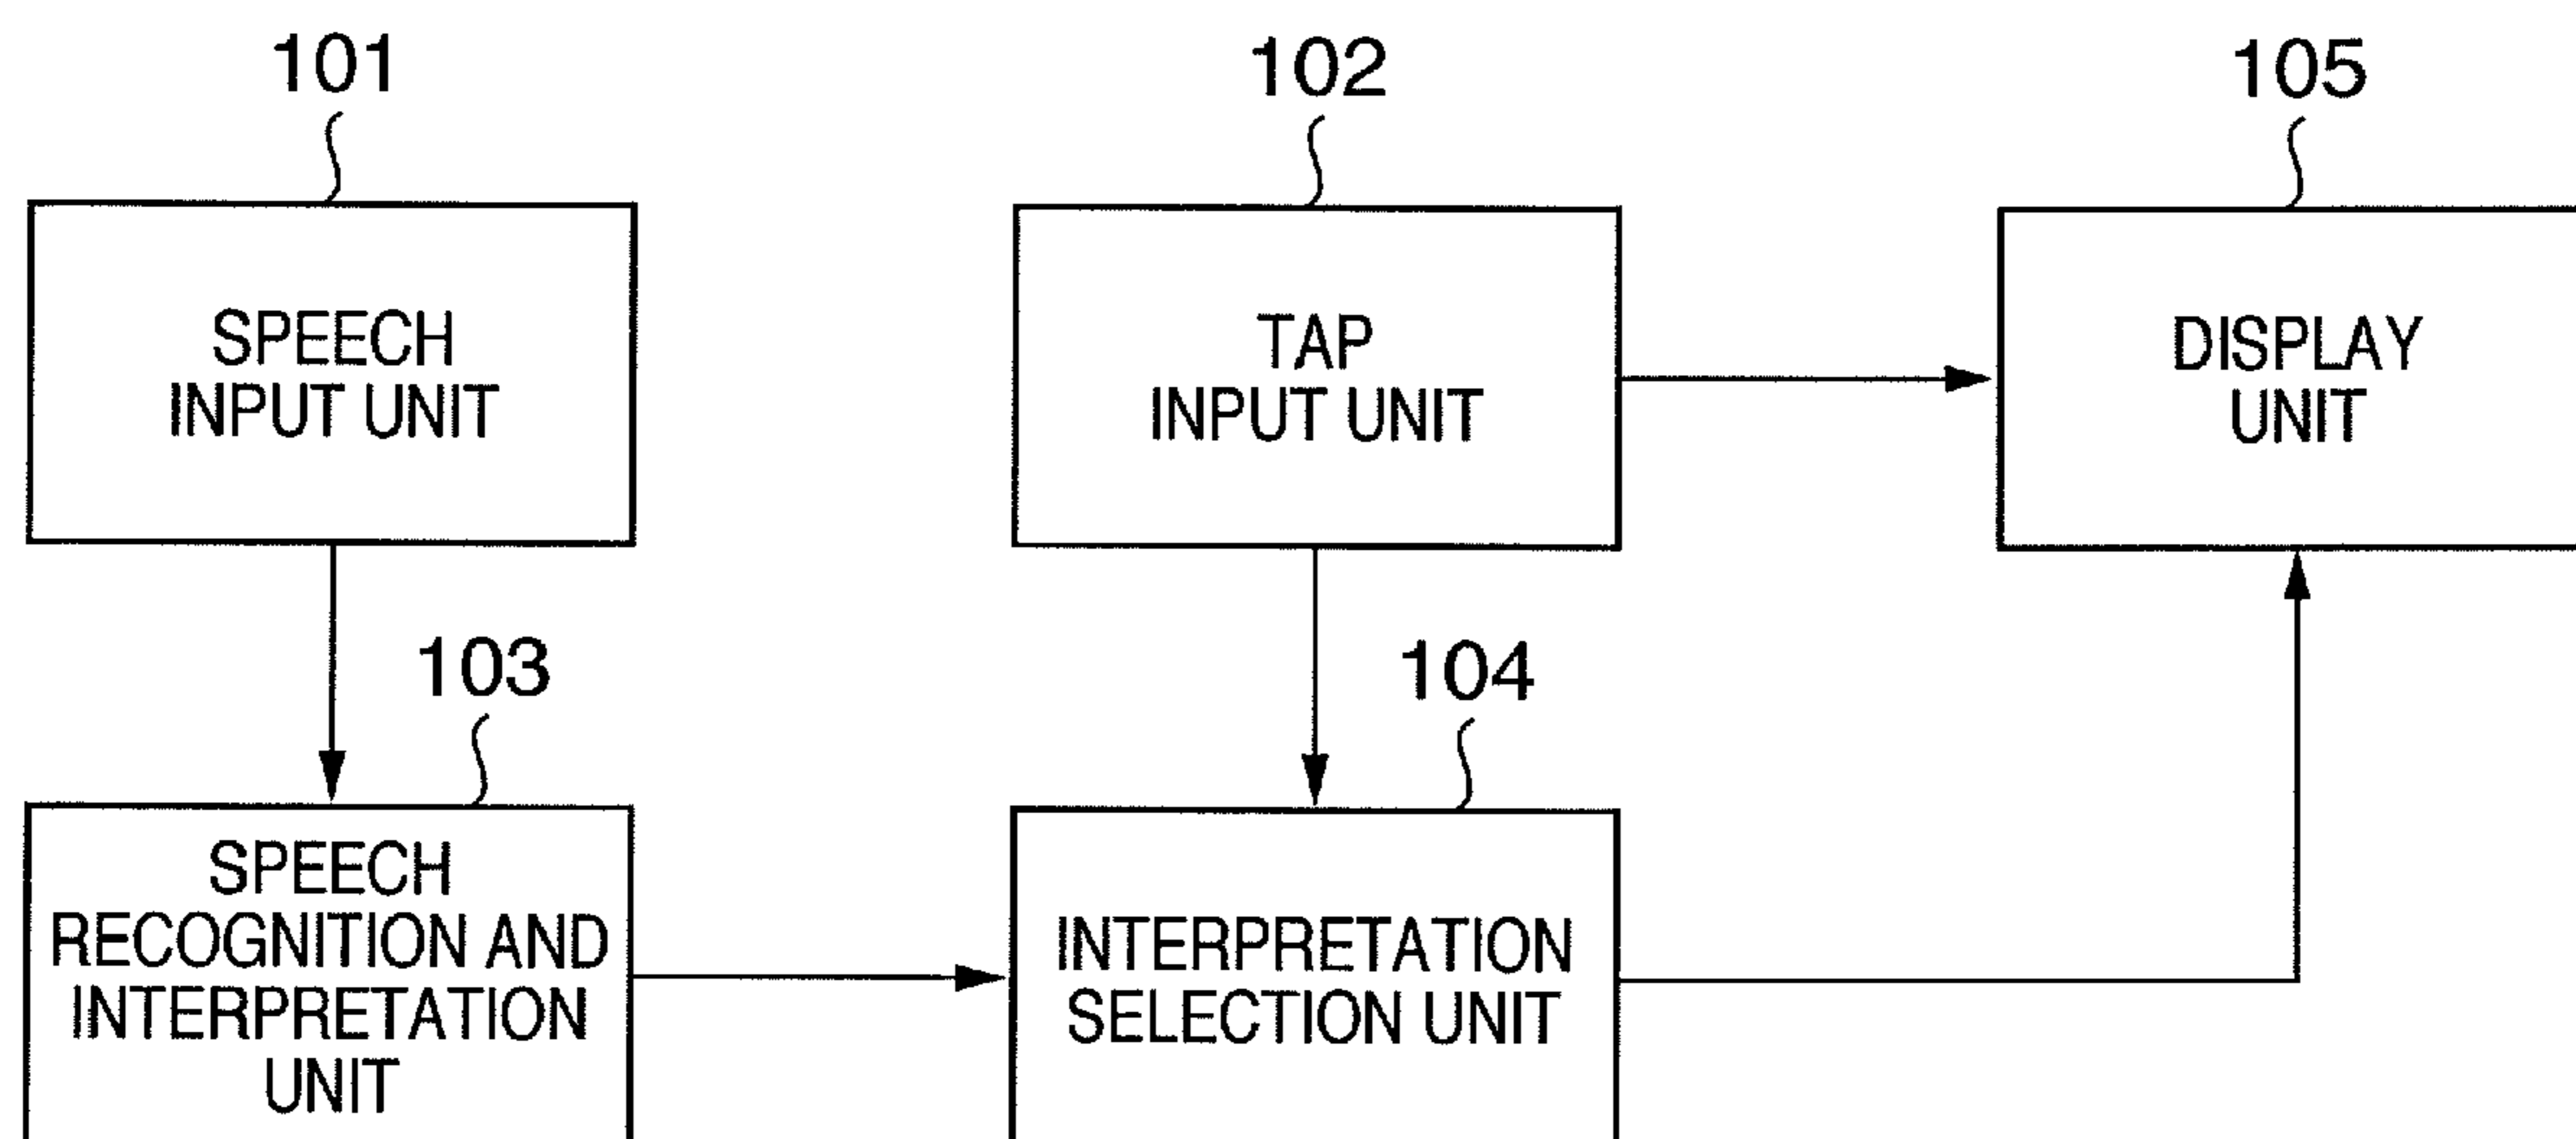 101
102
105
SPEECH
INPUT UNIT
TAP
INPUT UNIT
DISPLAY
UNIT
103
104
SPEECH
RECOGNITION AND
INTERPRETATION
UNIT
INTERPRETATION
SELECTION UNIT